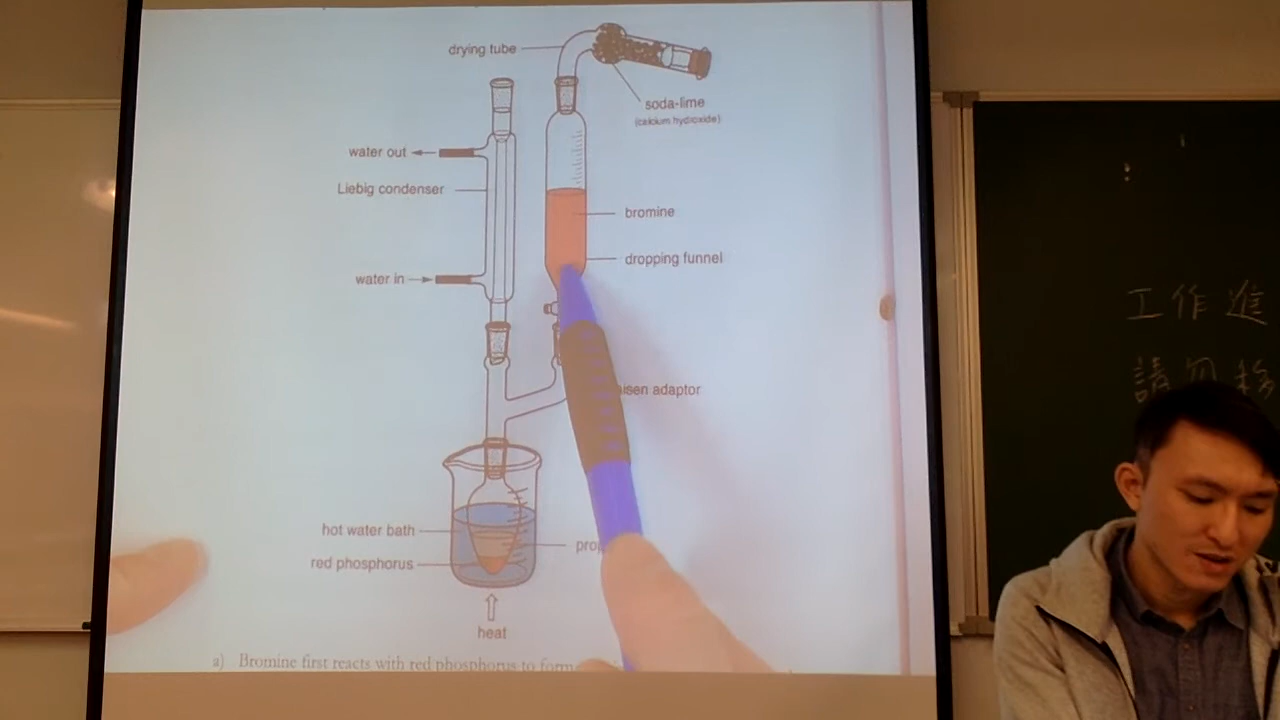 drying tube
soda-lime
(calcium hydroxide)
water out
Liebig condenser
bromine
dropping funnel
water in
isen adaptor
hot water bath
prop
red phosphorus
heat
a) Bromine first reacts with red phosphorus to form
工作進
請勿移